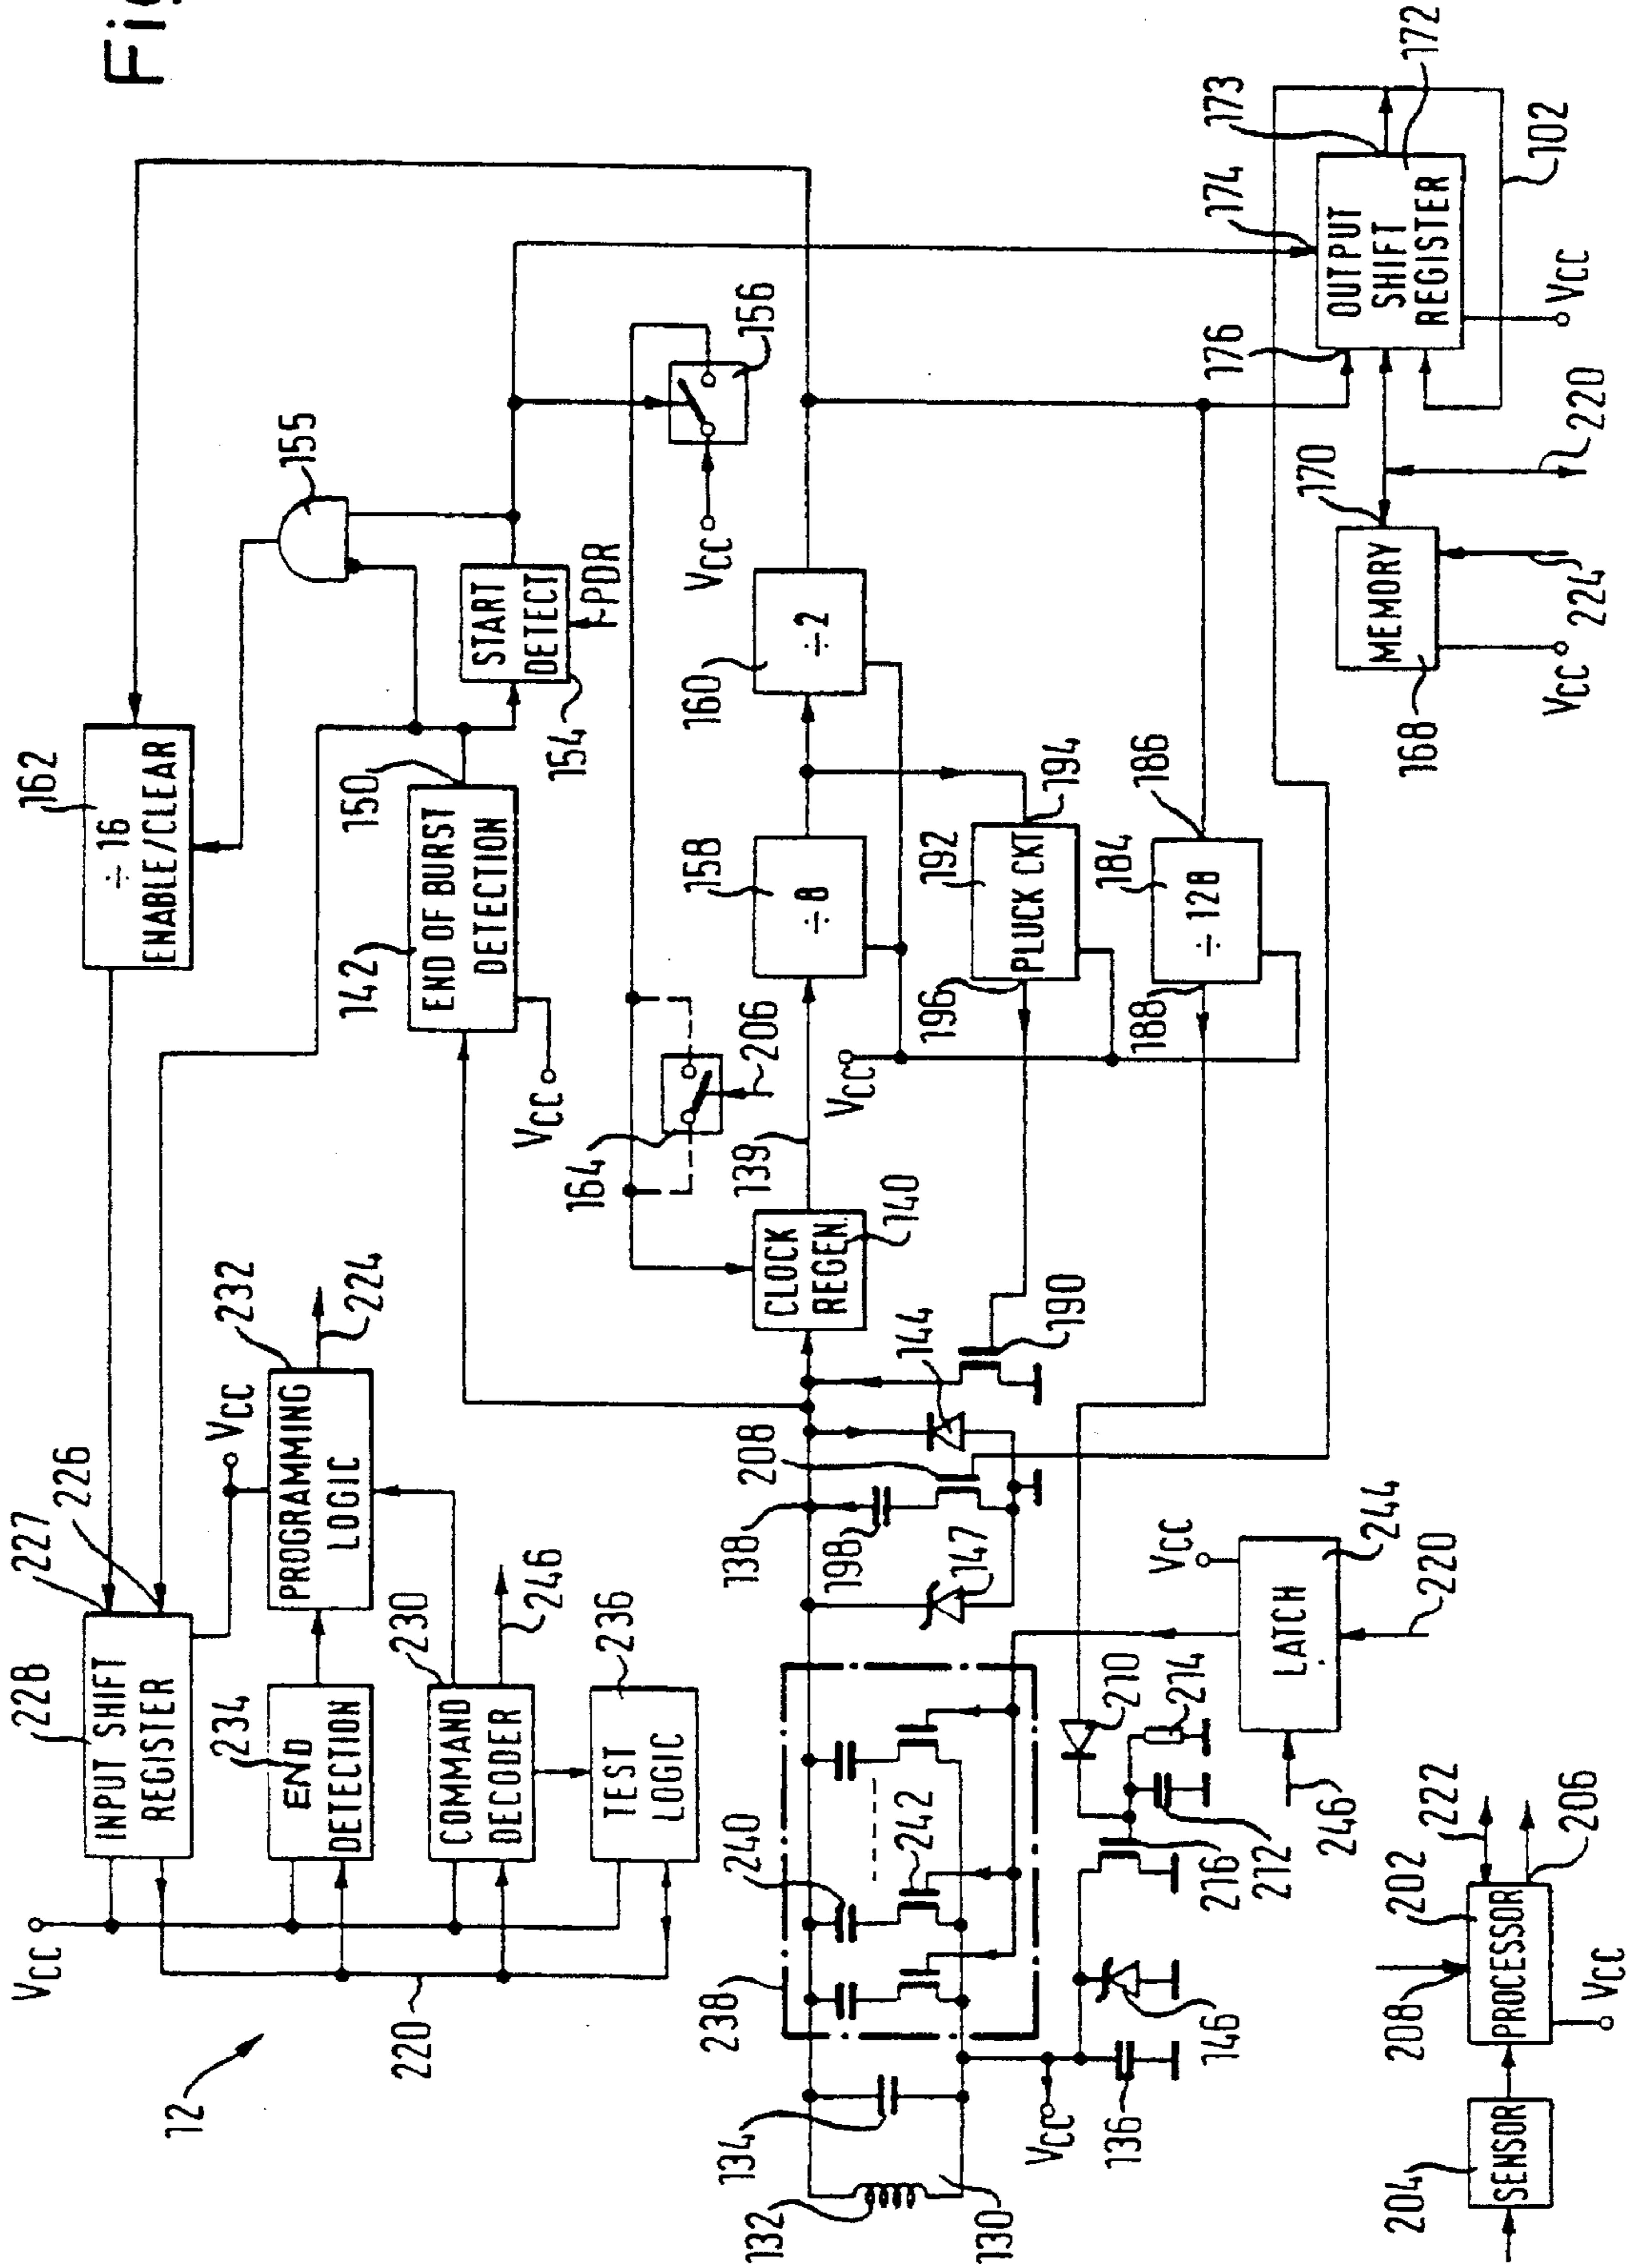 Fig
162
÷ 16
ENABLE/CLEAR
155
142
END OF BURST
DETECTION
150
VCC
START
DETECT
154
PDR
156
VCC
164
206
228
INPUT SHIFT
REGISTER
227
226
VCC
232
PROGRAMMING
LOGIC
224
VCC
234
END
DETECTION
230
COMMAND
DECODER
246
236
TEST
LOGIC
220
12
CLOCK
REGEN.
140
139
158
÷8
160
÷2
VCC
192
PLUCK CKT
194
196
184
÷128
186
188
190
144
208
138
198
147
240
242
238
134
132
130
VCC
136
146
216
212
210
214
VCC
LATCH
244
220
246
174
173
176
OUTPUT
SHIFT
REGISTER
172
102
VCC
170
MEMORY
168
220
224
VCC
204
SENSOR
208
202
PROCESSOR
222
206
VCC